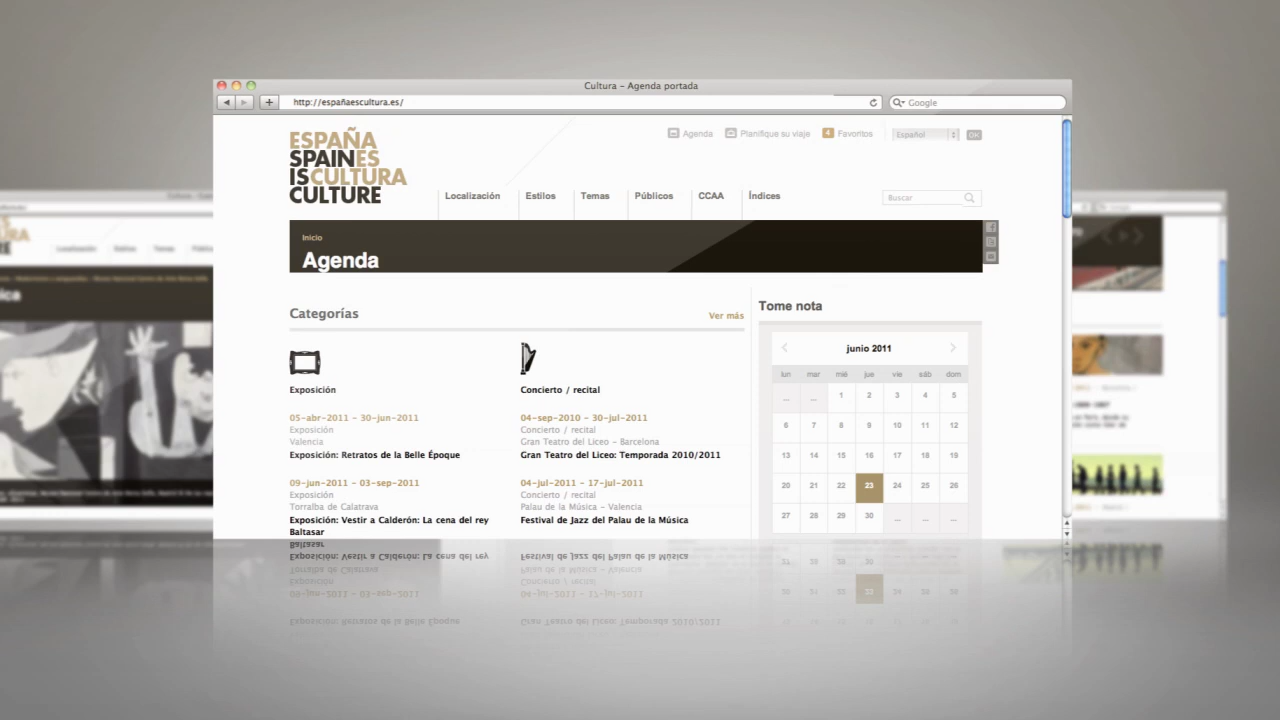 Cultura – Agenda portada
http://españaescultura.es/
Google
ESPAÑA
SPAINES
ISCULTURA
CULTURE
Agenda
Planifique su viaje
4 Favoritos
Español
OK
Localización
Estilos
Temas
Públicos
CCAA
Índices
Buscar
Inicio
Agenda
Categorías
Ver más
Exposición
05-abr-2011 - 30-jun-2011
Exposición
Valencia
Exposición: Retratos de la Belle Époque
09-jun-2011 - 03-sep-2011
Exposición
Torralba de Calatrava
Exposición: Vestir a Calderón: La cena del rey
Baltasar
Concierto / recital
04-sep-2010 - 30-jul-2011
Concierto / recital
Gran Teatro del Liceo - Barcelona
Gran Teatro del Liceo: Temporada 2010/2011
04-jul-2011 - 17-jul-2011
Concierto / recital
Palau de la Música - Valencia
Festival de Jazz del Palau de la Música
Tome nota
junio 2011
lun mar mié jue vie sáb dom
... ... 1 2 3 4 5
6 7 8 9 10 11 12
13 14 15 16 17 18 19
20 21 22 23 24 25 26
27 28 29 30 ... ... ...
Localización Estilos Temas